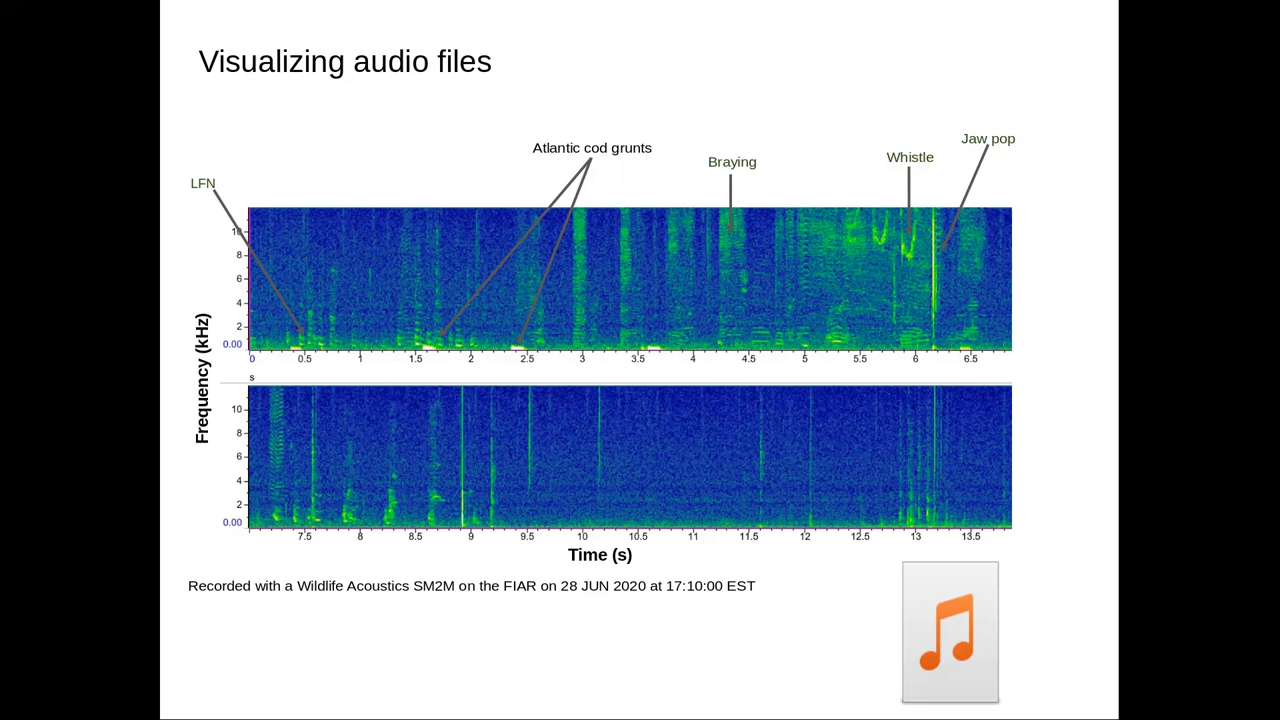 Visualizing audio files
Jaw pop
Atlantic cod grunts
Whistle
Braying
LFN
10
8
6
4
2
0.00
0 0.5 1 1.5 2 2.5 3 3.5 4 4.5 5 5.5 6 6.5
s
Frequency (kHz)
10
8
6
4
2
0.00
7.5 8 8.5 9 9.5 10 10.5 11 11.5 12 12.5 13 13.5
Time (s)
Recorded with a Wildlife Acoustics SM2M on the FIAR on 28 JUN 2020 at 17:10:00 EST